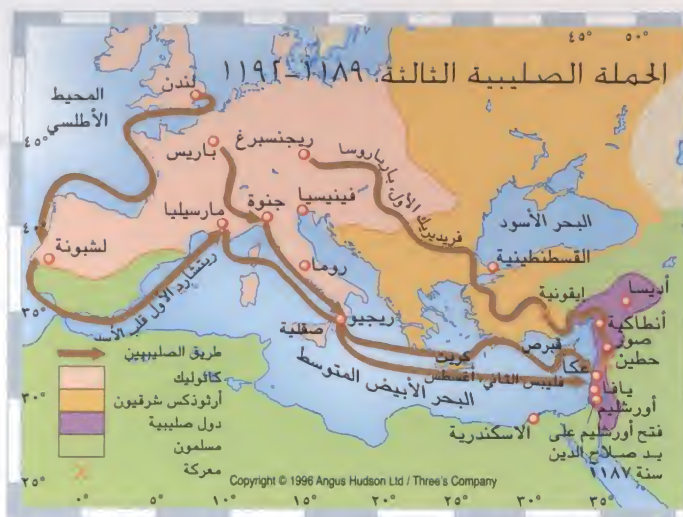 الحملة الصليبية الثالثة ١١٨٩-١١٩٢
٤٥° ٥٠°
لندن
المحيط
الأطلسي
٤٥°
باريس
ريجنسبرغ
فريديريك الأول بارباروسا
فينيسيا
جنوة
مارسيليا
البحر الأسود
٤٠
لشبونة
القسطنطينية
روما
ريتشارد الأول قلب الأسد
أديسا
إيقونية
أنطاكية
ريجيو
صقلية
٣٥°
صور
قبرص
كريت
حطين
عكا
فليبس الثاني أغسطس
يافا
البحر الأبيض المتوسط
أورشليم
٣٠°
طريق الصليبيين
كاثوليك
أرثوذكس شرقيون
دول صليبية
مسلمون
معركة
الاسكندرية
فتح أورشليم على
يد صلاح الدين
سنة ١١٨٧
٢٥°
Copyright © 1996 Angus Hudson Ltd / Three's Company
٠° ٥° ١٠° ١٥° ٢٠° ٢٥° ٣٠° ٣٥°